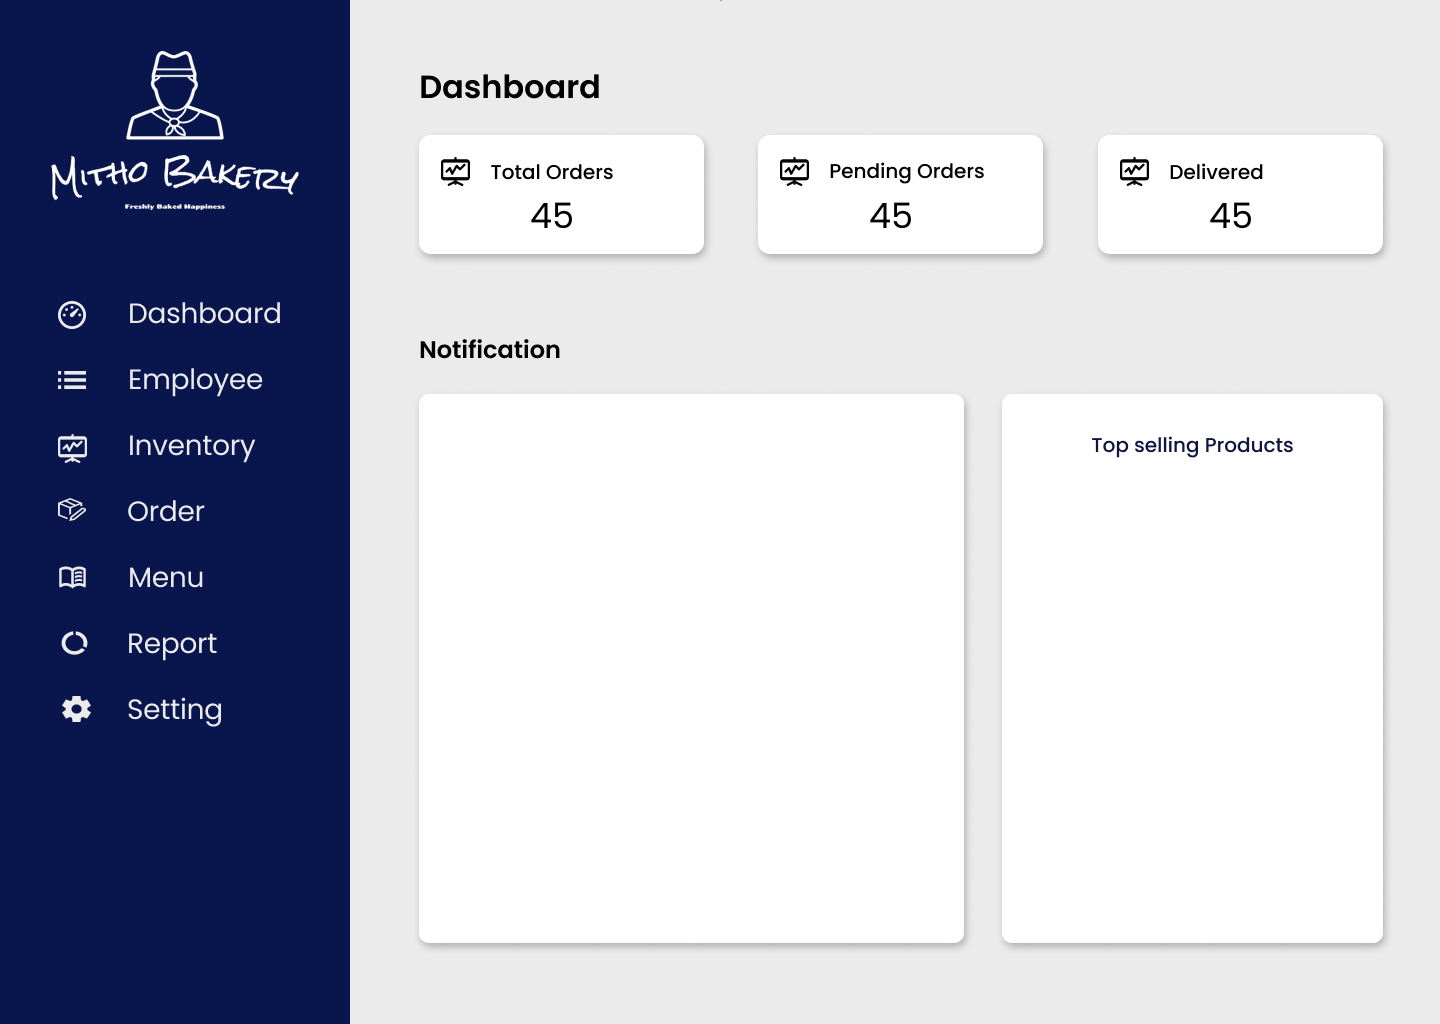 Mitho Bakery
Freshly Baked Happiness
Dashboard
Employee
Inventory
Order
Menu
Report
Setting
Dashboard
Total Orders
45
Pending Orders
45
Delivered
45
Notification
Top selling Products